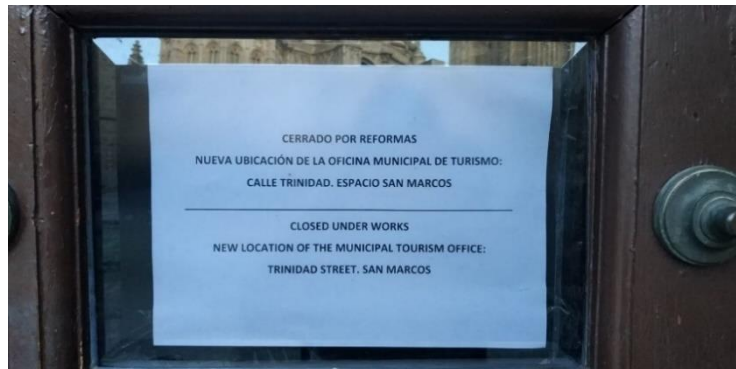 CERRADO POR REFORMAS
NUEVA UBICACIÓN DE LA OFICINA MUNICIPAL DE TURISMO:
CALLE TRINIDAD. ESPACIO SAN MARCOS
CLOSED UNDER WORKS
NEW LOCATION OF THE MUNICIPAL TOURISM OFFICE:
TRINIDAD STREET. SAN MARCOS